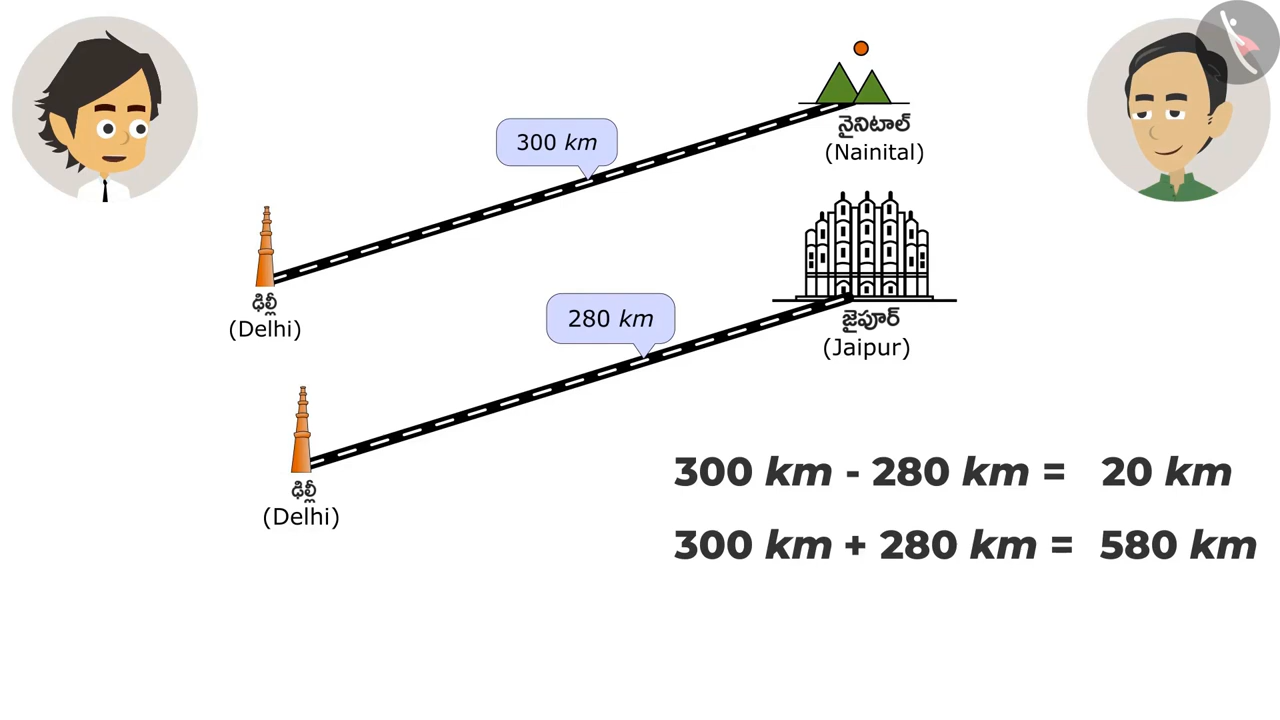 300 km
నైనిటాల్
(Nainital)
ఢిల్లీ
(Delhi)
280 km
జైపూర్
(Jaipur)
ఢిల్లీ
(Delhi)
300 km - 280 km = 20 km
300 km + 280 km = 580 km